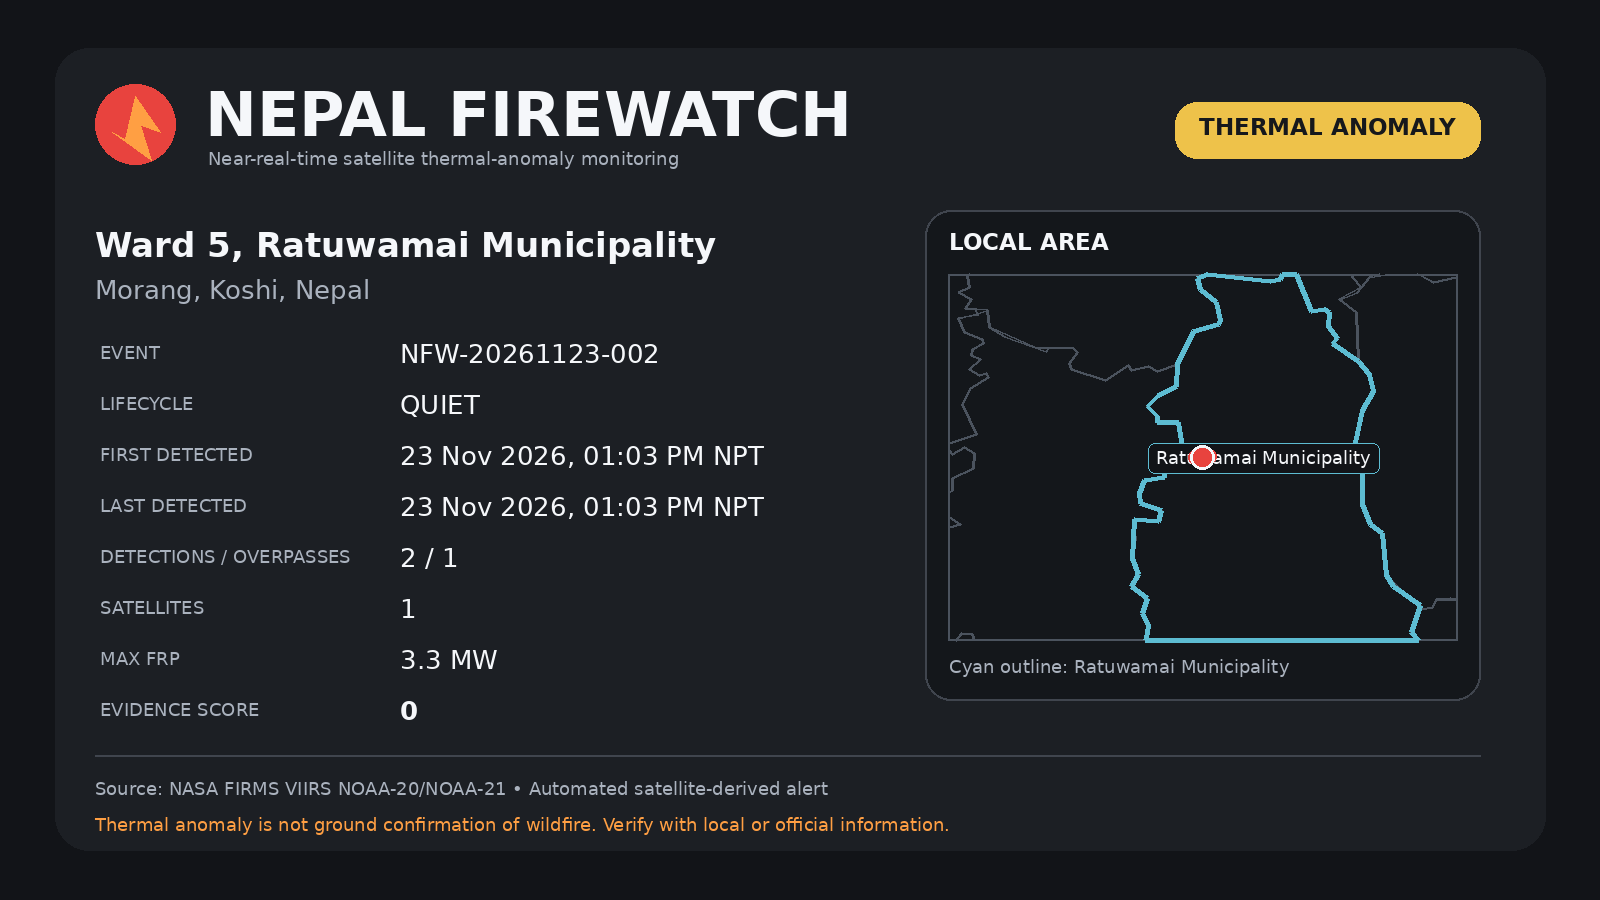 NEPAL FIREWATCH
Near-real-time satellite thermal-anomaly monitoring
THERMAL ANOMALY
Ward 5, Ratuwamai Municipality
Morang, Koshi, Nepal
EVENT NFW-20261123-002
LIFECYCLE QUIET
FIRST DETECTED 23 Nov 2026, 01:03 PM NPT
LAST DETECTED 23 Nov 2026, 01:03 PM NPT
DETECTIONS / OVERPASSES 2 / 1
SATELLITES 1
MAX FRP 3.3 MW
EVIDENCE SCORE 0
LOCAL AREA
Ratuwamai Municipality
Cyan outline: Ratuwamai Municipality
Source: NASA FIRMS VIIRS NOAA-20/NOAA-21 • Automated satellite-derived alert
Thermal anomaly is not ground confirmation of wildfire. Verify with local or official information.